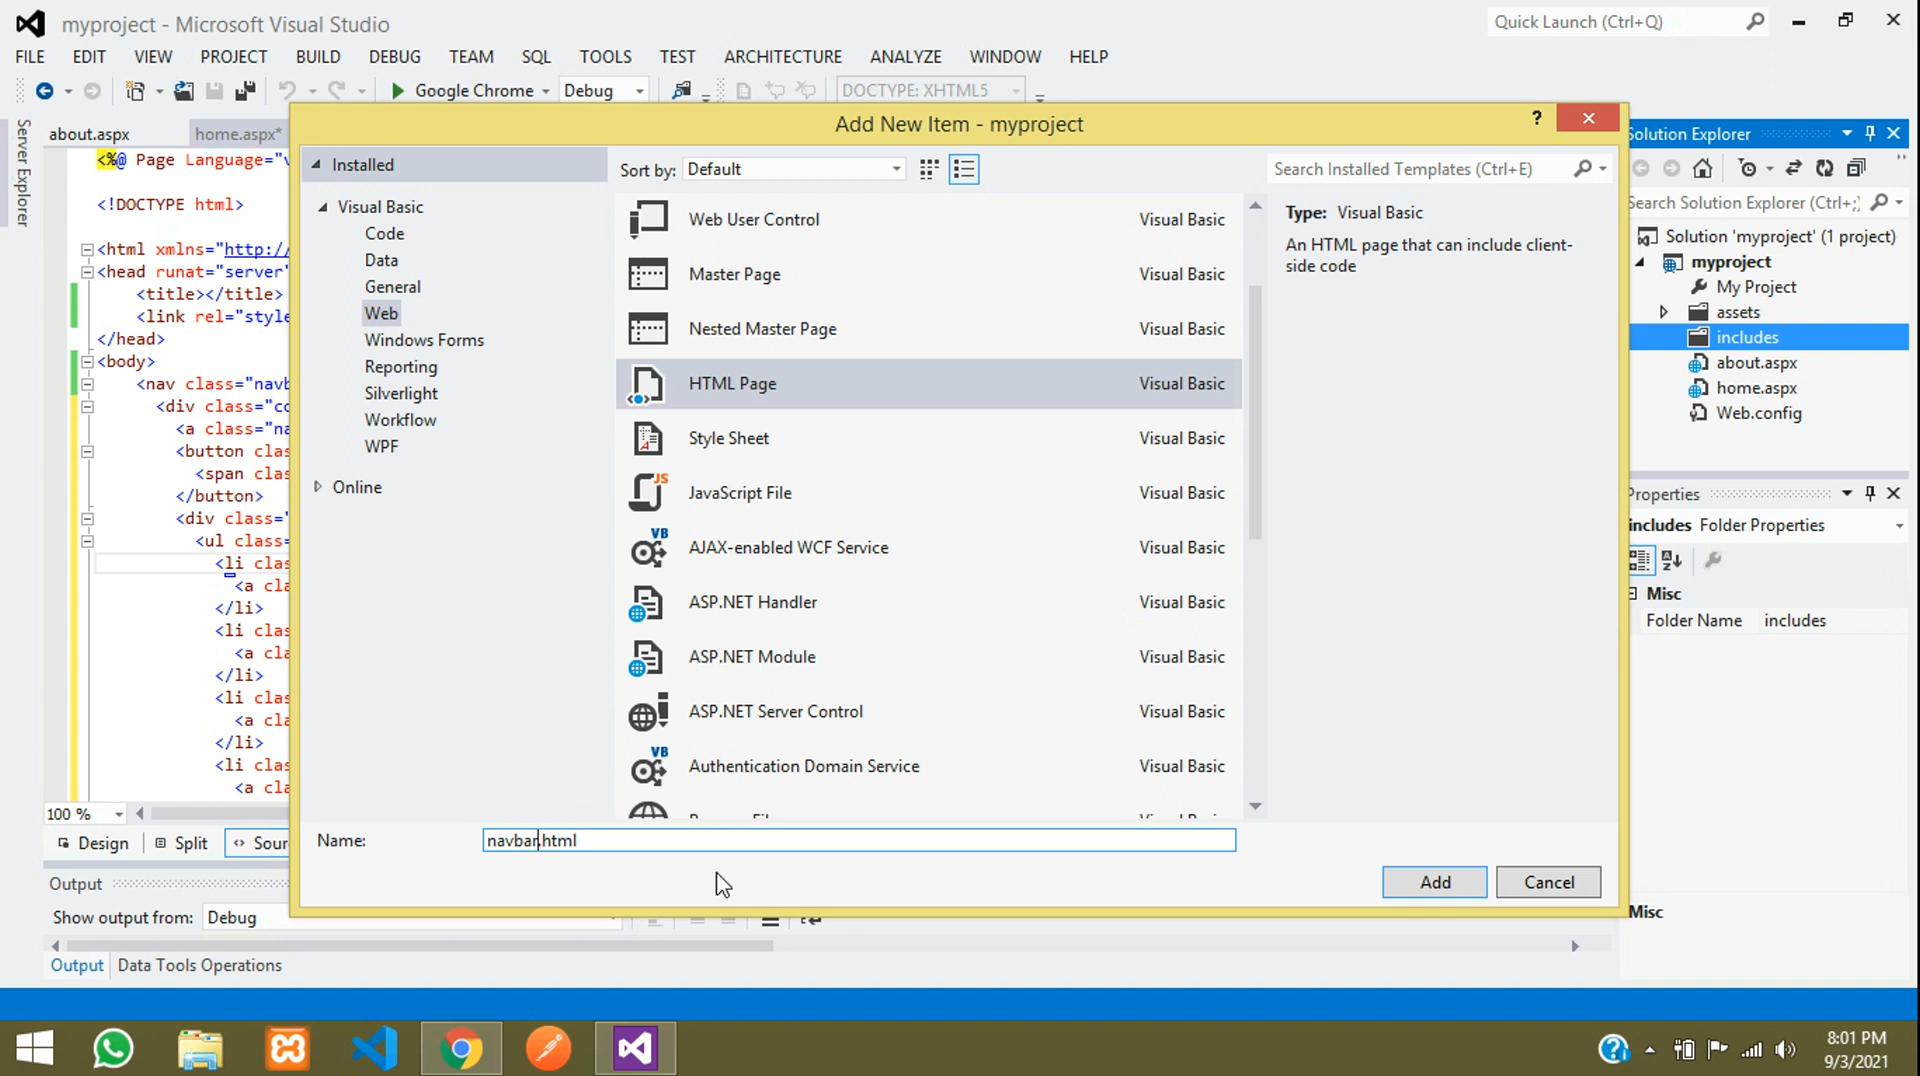 myproject - Microsoft Visual Studio
Quick Launch (Ctrl+Q)
FILE EDIT VIEW PROJECT BUILD DEBUG TEAM SQL TOOLS TEST ARCHITECTURE ANALYZE WINDOW HELP
Google Chrome Debug DOCTYPE: XHTML5
Server Explorer
about.aspx home.aspx*
<%@ Page Language="v
<!DOCTYPE html>
<html xmlns="http://
<head runat="server"
<title></title>
<link rel="style
</head>
<body>
<nav class="navb
<div class="co
<a class="na
<button clas
<span clas
</button>
<div class="
<ul class=
<li clas
<a cla
</li>
<li clas
<a cla
</li>
<li clas
<a cla
</li>
<li clas
<a cla
100 %
Design Split Sour
Output
Show output from: Debug
Output Data Tools Operations
Add New Item - myproject
?
Installed
Visual Basic
Code
Data
General
Web
Windows Forms
Reporting
Silverlight
Workflow
WPF
Online
Sort by: Default
Web User Control Visual Basic
Master Page Visual Basic
Nested Master Page Visual Basic
HTML Page Visual Basic
Style Sheet Visual Basic
JS
JavaScript File Visual Basic
VB
AJAX-enabled WCF Service Visual Basic
ASP.NET Handler Visual Basic
ASP.NET Module Visual Basic
ASP.NET Server Control Visual Basic
VB
Authentication Domain Service Visual Basic
Search Installed Templates (Ctrl+E)
Type: Visual Basic
An HTML page that can include client-
side code
Name: navbar.html
Add Cancel
Solution Explorer
Search Solution Explorer (Ctrl+;)
Solution 'myproject' (1 project)
myproject
My Project
assets
includes
about.aspx
home.aspx
Web.config
Properties
includes Folder Properties
Misc
Folder Name includes
Misc
8:01 PM
9/3/2021